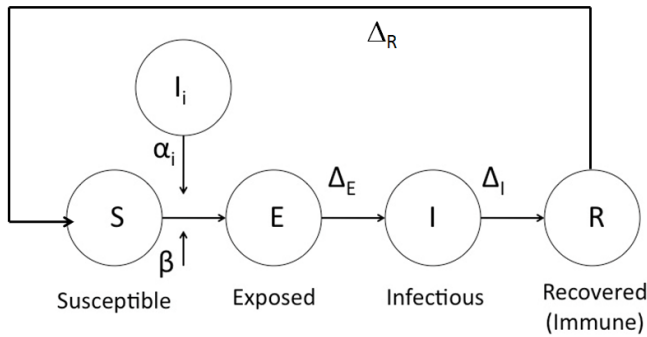 Δ_R
I_i
α_i
S
E
I
R
Δ_E
Δ_I
β
Susceptible
Exposed
Infectious
Recovered
(Immune)